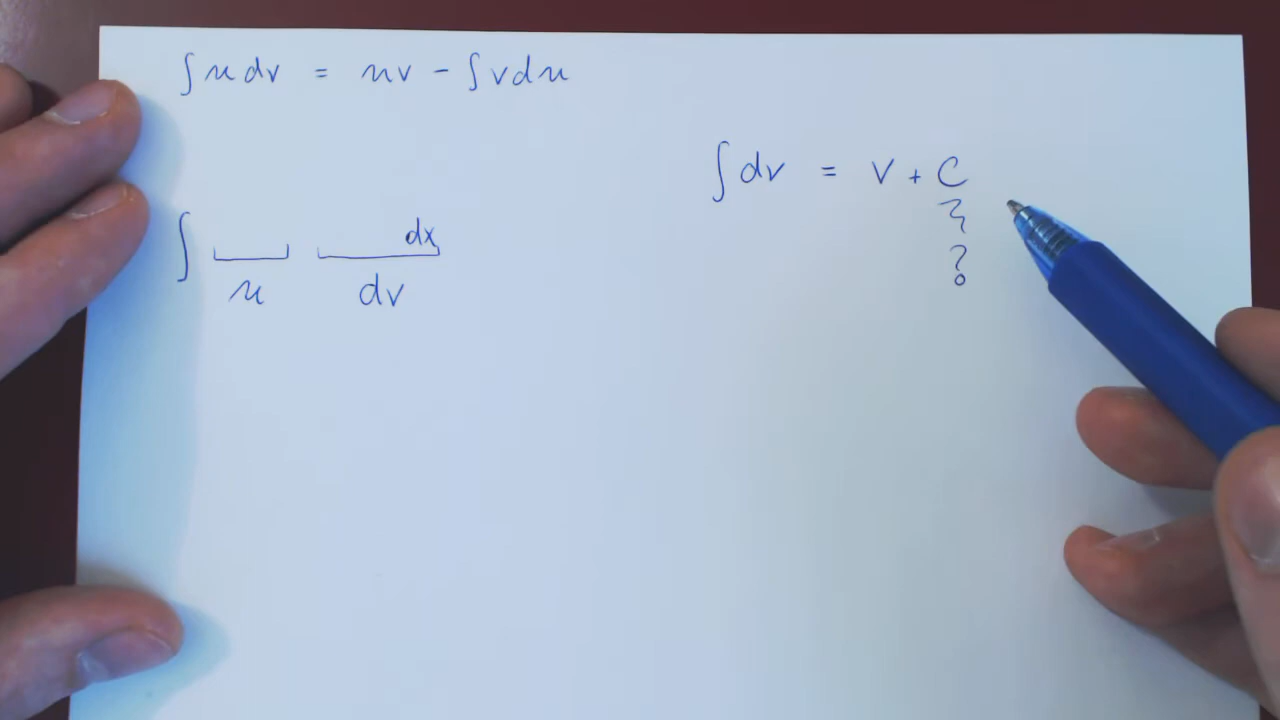 ∫ u dv = uv - ∫ v du
∫ dv = v + C
?
∫ dx
u dv